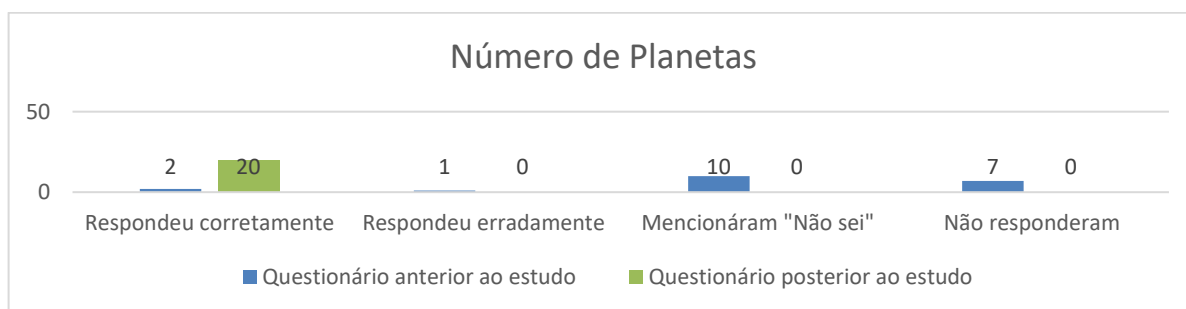 Número de Planetas
50
2 20 1 0 10 0 7 0
0
Respondeu corretamente Respondeu erradamente Mencionáram "Não sei" Não responderam
Questionário anterior ao estudo Questionário posterior ao estudo